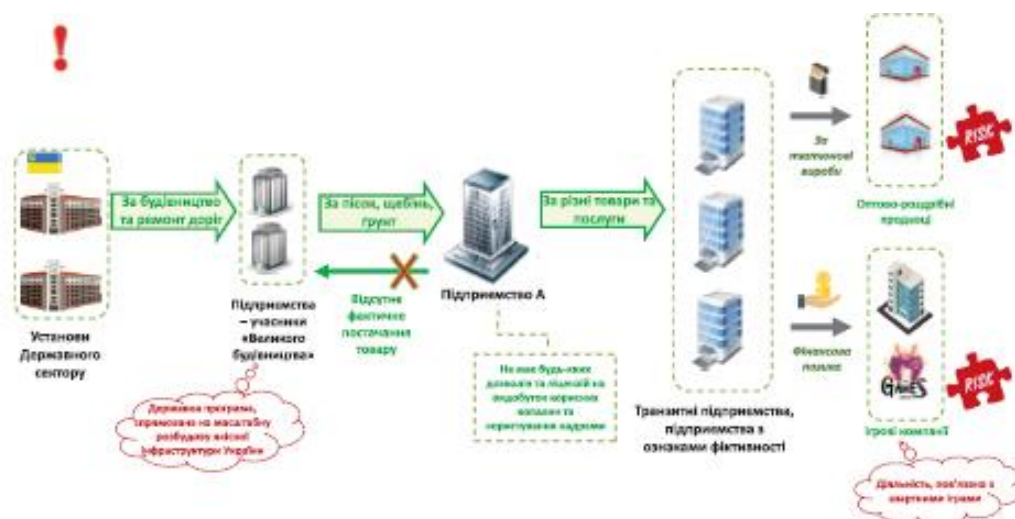 За будівництво
та ремонт доріг
За пісок, щебінь,
ґрунт
За різні товари та
послуги
За
тютюнові
вироби
Оптово-роздрібні
продавці
RISK
Установи
Державного
сектору
Підприємства
– учасники
«Великого
будівництва»
Відсутнє
фактичне
постачання
товару
Підприємство А
Не має будь-яких
дозволів та ліцензій на
видобуток корисних
копалин та
користування надрами
Транзитні підприємства,
підприємства з
ознаками фіктивності
Фінансова
GAMES
RISK
Ігрові компанії
Державна програма,
спрямована на масштабну
розбудову якісної
інфраструктури України
Діяльність, пов'язана з
азартними іграми